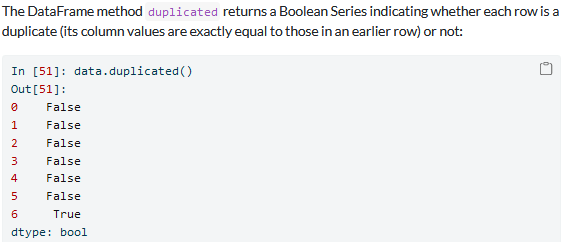 The DataFrame method duplicated returns a Boolean Series indicating whether each row is a
duplicate (its column values are exactly equal to those in an earlier row) or not:
In [51]: data.duplicated()
Out[51]:
0    False
1    False
2    False
3    False
4    False
5    False
6     True
dtype: bool